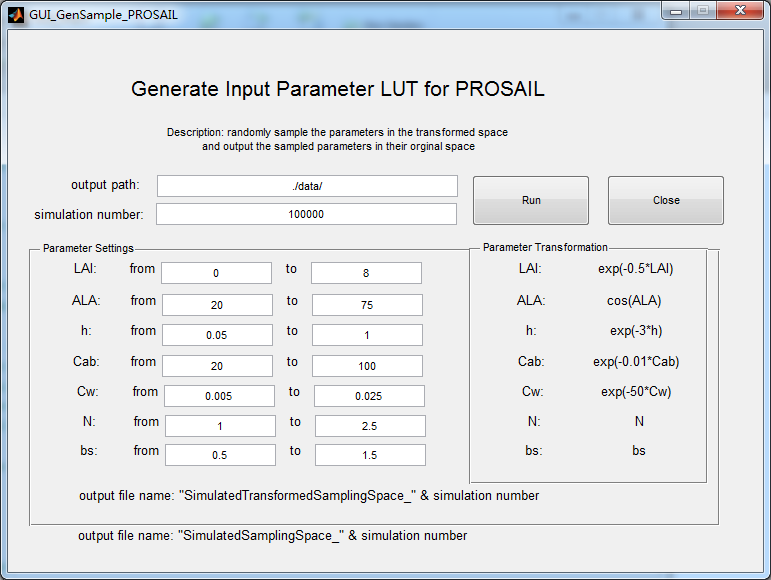 GUI_GenSample_PROSAIL
Generate Input Parameter LUT for PROSAIL
Description: randomly sample the parameters in the transformed space
and output the sampled parameters in their orginal space
output path: ./data/
simulation number: 100000
Run
Close
Parameter Settings
LAI: from 0 to 8
ALA: from 20 to 75
h: from 0.05 to 1
Cab: from 20 to 100
Cw: from 0.005 to 0.025
N: from 1 to 2.5
bs: from 0.5 to 1.5
Parameter Transformation
LAI: exp(-0.5*LAI)
ALA: cos(ALA)
h: exp(-3*h)
Cab: exp(-0.01*Cab)
Cw: exp(-50*Cw)
N: N
bs: bs
output file name: "SimulatedTransformedSamplingSpace_" & simulation number
output file name: "SimulatedSamplingSpace_" & simulation number